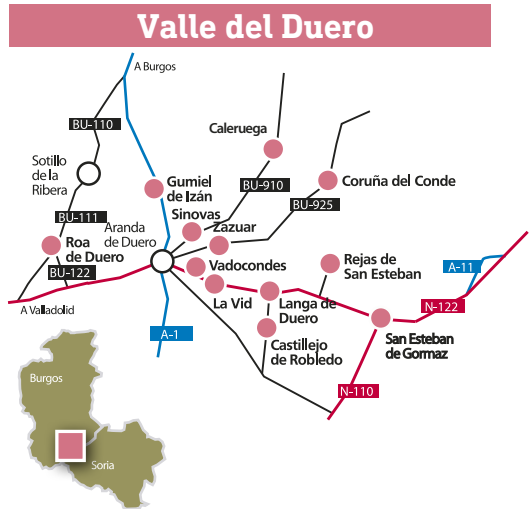 Valle del Duero
A Burgos
BU-110
Caleruega
Sotillo
de la
Ribera
Gumiel
de Izán
BU-910
Coruña del Conde
BU-925
BU-111
Sinovas
Zazuar
Aranda
de Duero
Roa
de Duero
BU-122
Vadocondes
Rejas de
San Esteban
A-11
A Valladolid
La Vid
Langa de
Duero
N-122
A-1
Castillejo
de Robledo
San Esteban
de Gormaz
N-110
Burgos
Soria